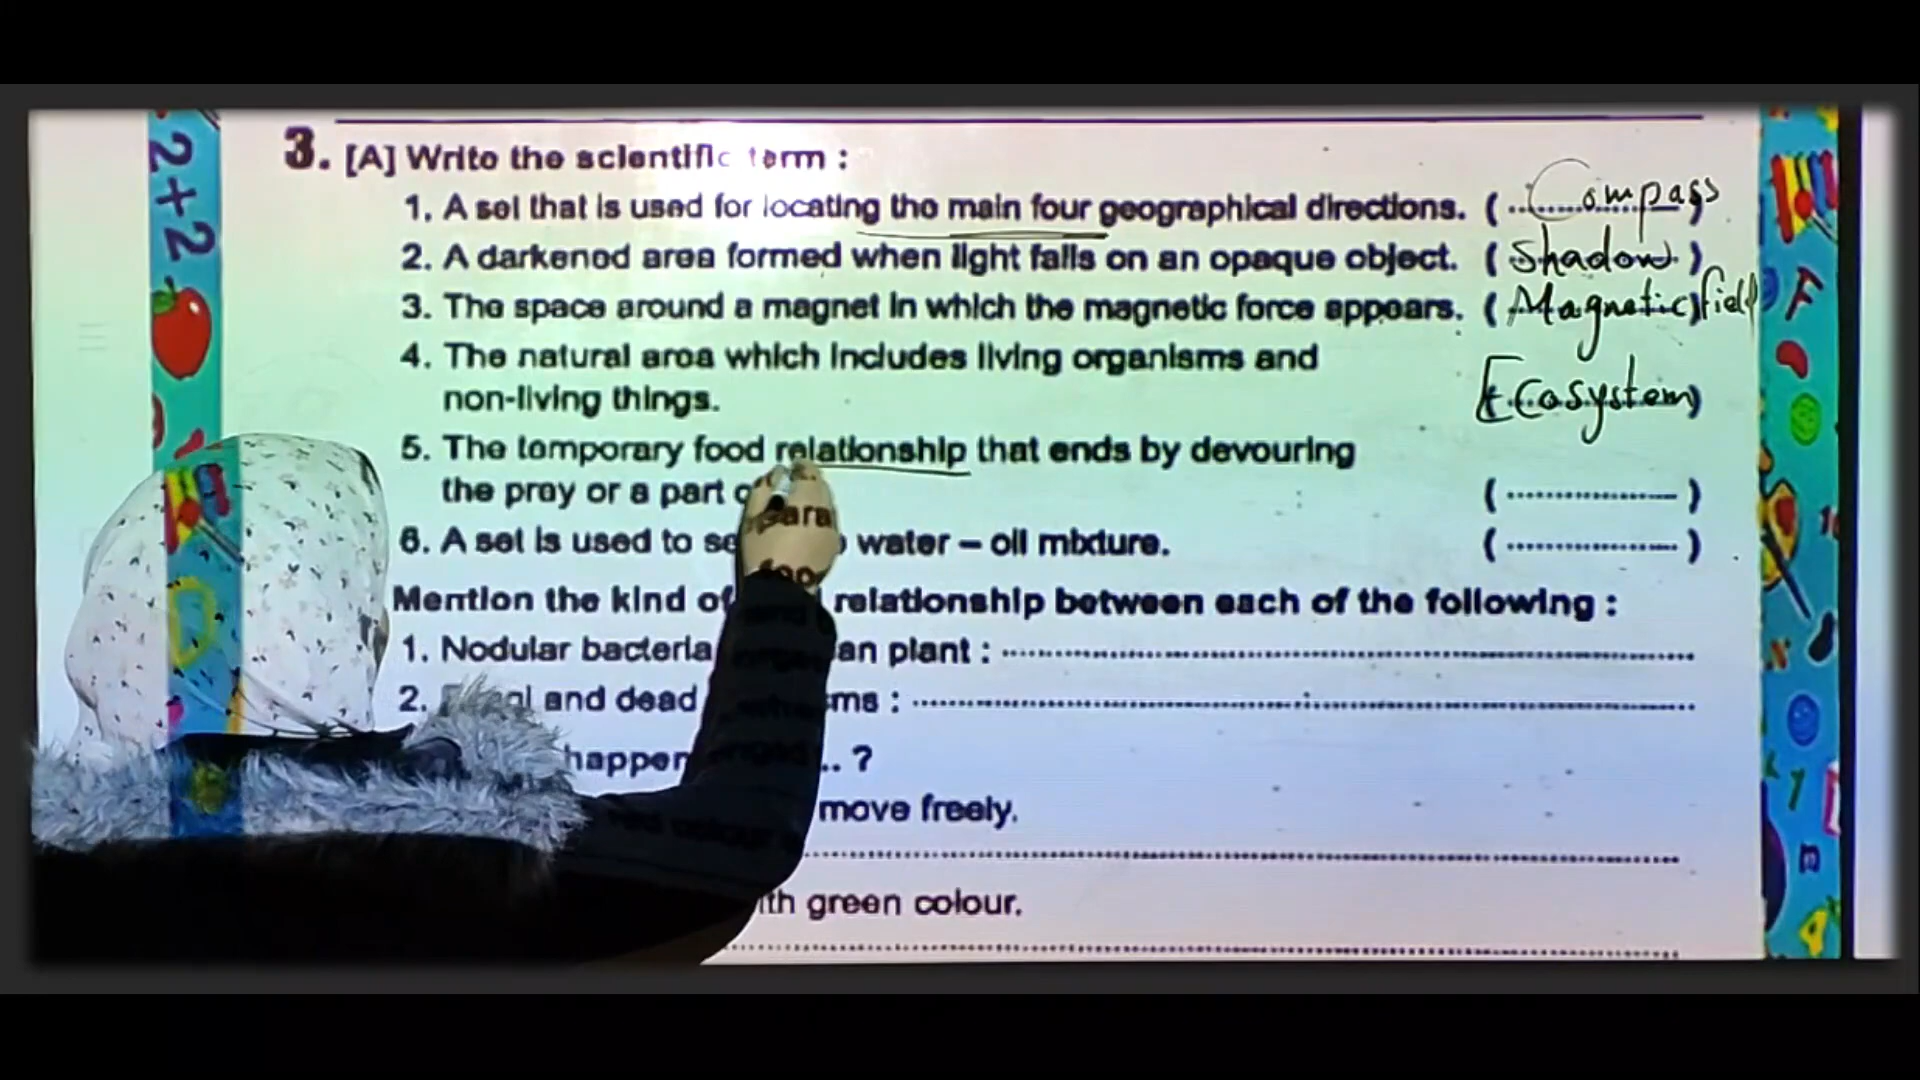 2+2
3. [A] Write the scientific term :
1. A set that is used for locating the main four geographical directions. (Compass)
2. A darkened area formed when light falls on an opaque object. (Shadow)
3. The space around a magnet in which the magnetic force appears. (Magnetic) field
4. The natural area which includes living organisms and
non-living things. (Ecosystem)
5. The temporary food relationship that ends by devouring
the prey or a part (..............)
6. A set is used to water – oil mixture. (..............)
Mention the kind of relationship between each of the following :
1. Nodular bacteria plant :
2. and dead :
happen .. ?
move freely.
green colour.